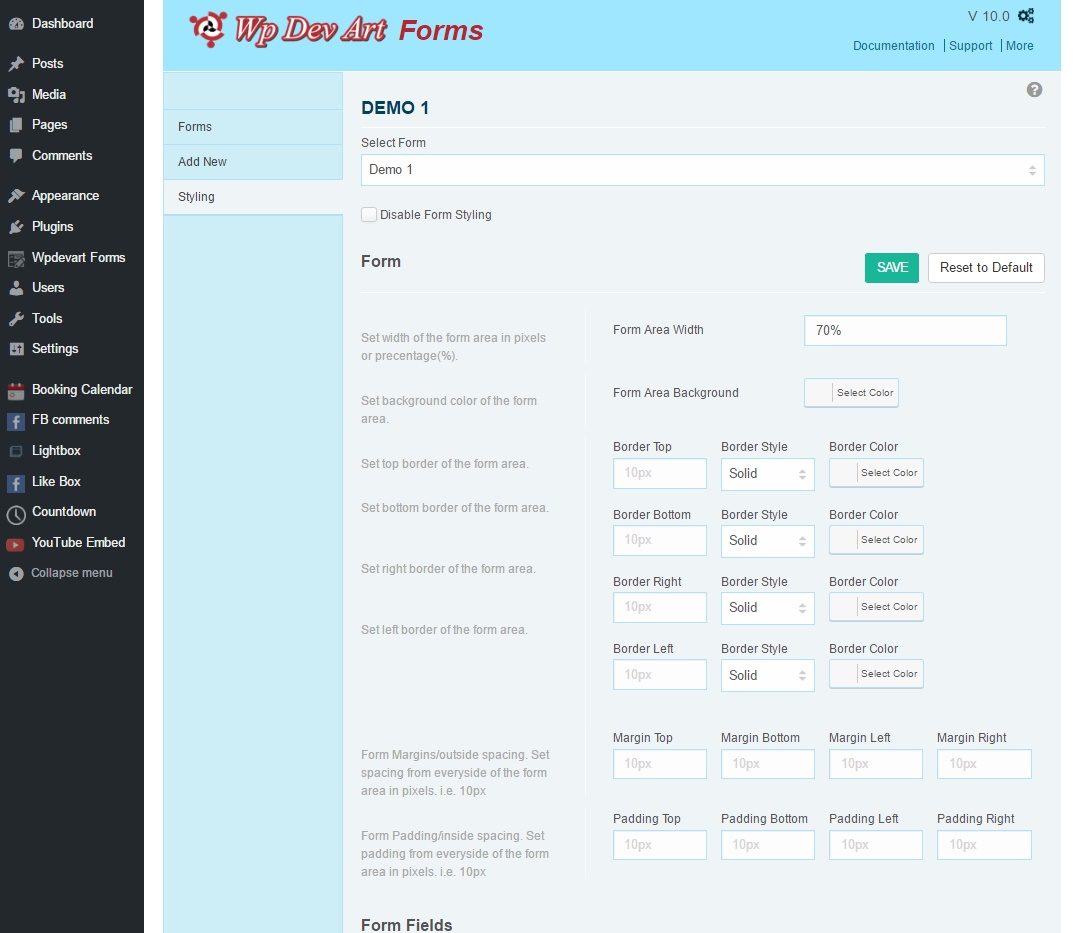 Dashboard
Posts
Media
Pages
Comments
Appearance
Plugins
Wpdevart Forms
Users
Tools
Settings
Booking Calendar
FB comments
Lightbox
Like Box
Countdown
YouTube Embed
Collapse menu
Wp Dev Art Forms
V 10.0
Documentation | Support | More
Forms
Add New
Styling
DEMO 1
Select Form
Demo 1
Disable Form Styling
Form
SAVE Reset to Default
Set width of the form area in pixels
or precentage(%).
Form Area Width 70%
Set background color of the form
area.
Form Area Background Select Color
Set top border of the form area.
Border Top Border Style Border Color
10px Solid Select Color
Set bottom border of the form area.
Border Bottom Border Style Border Color
10px Solid Select Color
Set right border of the form area.
Border Right Border Style Border Color
10px Solid Select Color
Set left border of the form area.
Border Left Border Style Border Color
10px Solid Select Color
Form Margins/outside spacing. Set
spacing from everyside of the form
area in pixels. i.e. 10px
Margin Top Margin Bottom Margin Left Margin Right
10px 10px 10px 10px
Form Padding/inside spacing. Set
padding from everyside of the form
area in pixels. i.e. 10px
Padding Top Padding Bottom Padding Left Padding Right
10px 10px 10px 10px
Form Fields